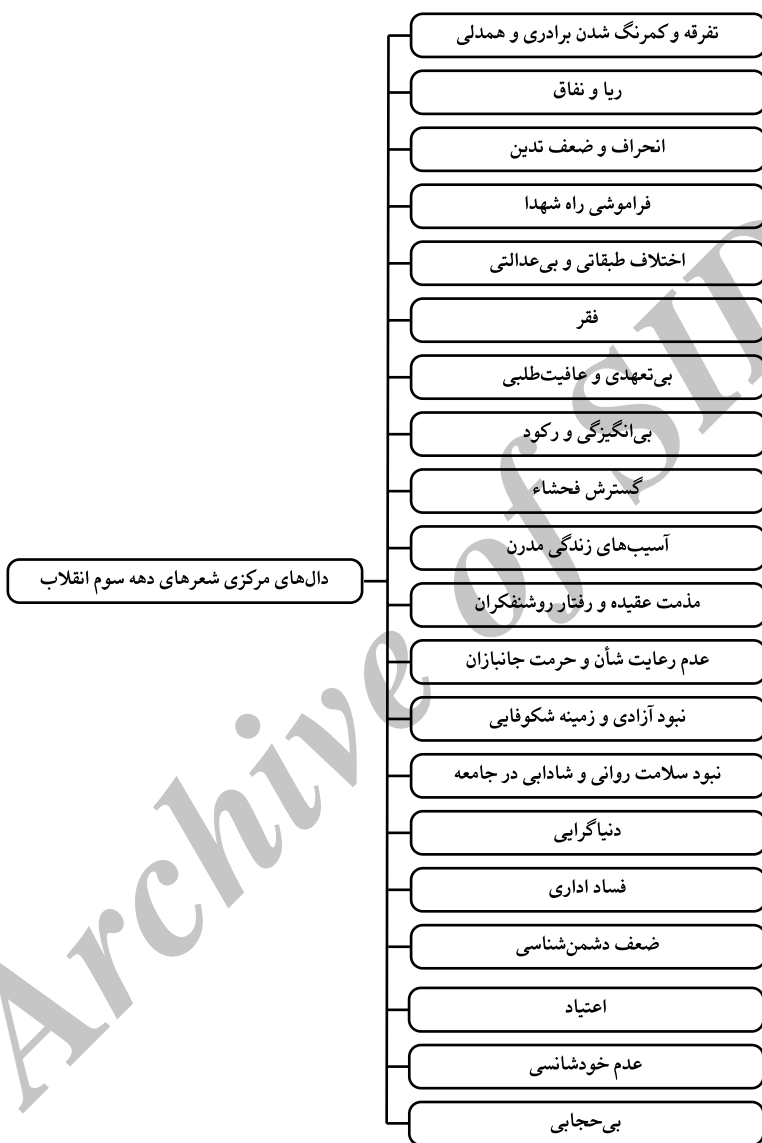 تفرقه و کمرنگ شدن برادری و همدلی
ریا و نفاق
انحراف و ضعف تدین
فراموشی راه شهدا
اختلاف طبقاتی و بی‌عدالتی
فقر
بی‌تعهدی و عافیت‌طلبی
بی‌انگیزگی و رکود
گسترش فحشاء
آسیب‌های زندگی مدرن
دال‌های مرکزی شعرهای دهه سوم انقلاب
مذمت عقیده و رفتار روشنفکران
عدم رعایت شأن و حرمت جانبازان
نبود آزادی و زمینه شکوفایی
نبود سلامت روانی و شادابی در جامعه
دنیاگرایی
فساد اداری
ضعف دشمن‌شناسی
اعتیاد
عدم خودشانسی
بی‌حجابی
Archive of SID